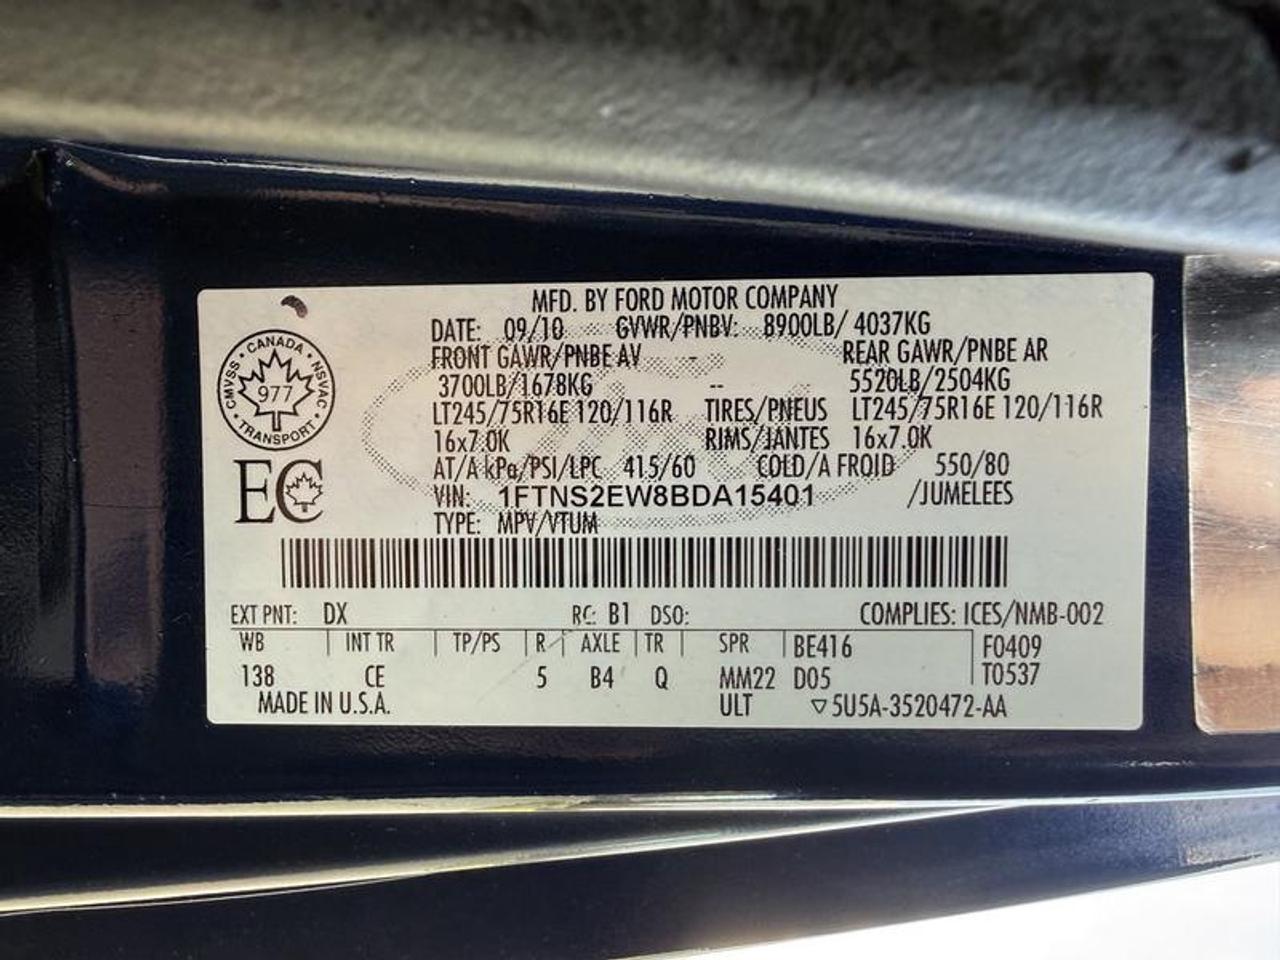 MFD. BY FORD MOTOR COMPANY
DATE: 09/10 GVWR/PNBV: 8900LB/ 4037KG
FRONT GAWR/PNBE AV - REAR GAWR/PNBE AR
3700LB/1678KG -- 5520LB/2504KG
LT245/75R16E 120/116R TIRES/PNEUS LT245/75R16E 120/116R
16x7.0K RIMS/JANTES 16x7.0K
AT/A kPa/PSI/LPC 415/60 COLD/A FROID 550/80
VIN: 1FTNS2EW8BDA15401 /JUMELEES
TYPE: MPV/VTUM
CANADA
CMVSS
NSVAC
977
TRANSPORT
EC
EXT PNT: DX RC: B1 DSO: COMPLIES: ICES/NMB-002
WB | INT TR | TP/PS | R | AXLE | TR | SPR | BE416 F0409
138 CE 5 B4 Q MM22 D05 T0537
MADE IN U.S.A. ULT ▽5U5A-3520472-AA